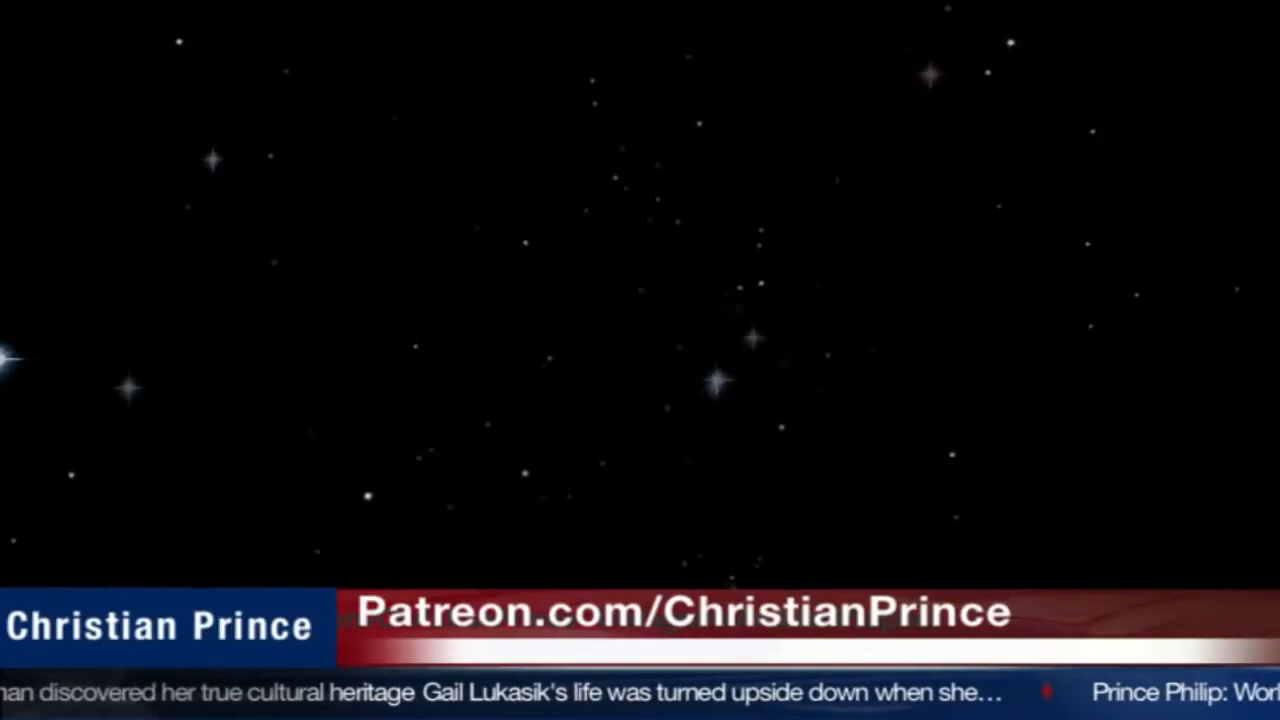 Patreon.com/ChristianPrince
Christian Prince
man discovered her true cultural heritage Gail Lukasik's life was turned upside down when she… Prince Philip: